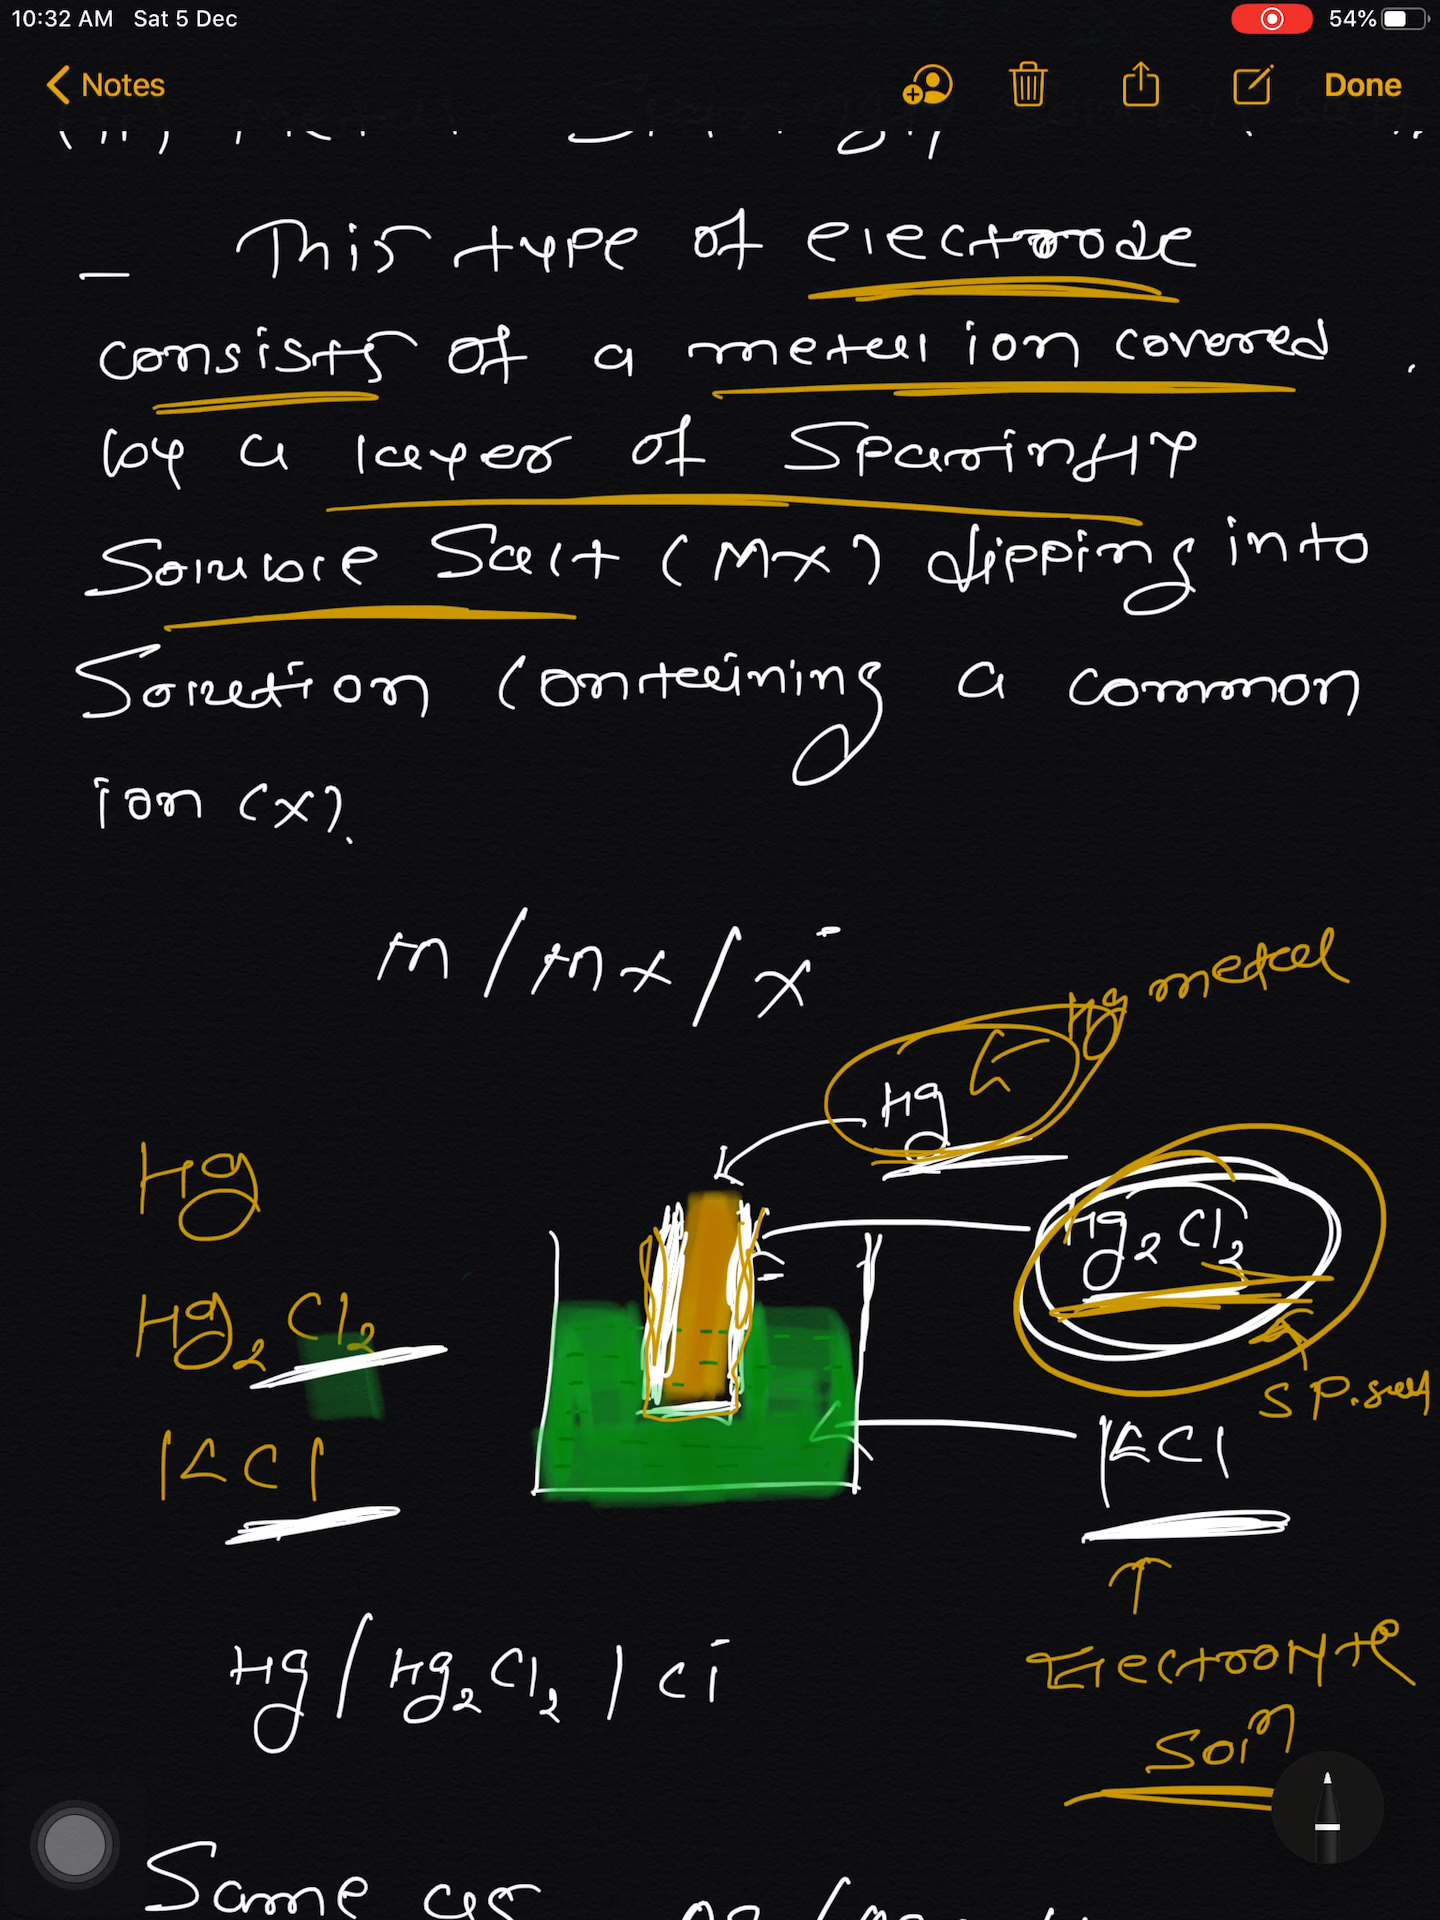 10:32 AM Sat 5 Dec
54%
Notes
Done
– This type of electrode
consists of a metal ion covered
by a layer of sparingly
soluble salt (MX) dipping into
solution containing a common
ion (X).
M / MX / X⁻
Hg metal
Hg
Hg
Hg₂Cl₂
Hg₂Cl₂
SP. salt
KCl
KCl
Electrolyte
solⁿ
Hg / Hg₂Cl₂ / Cl⁻
Same as